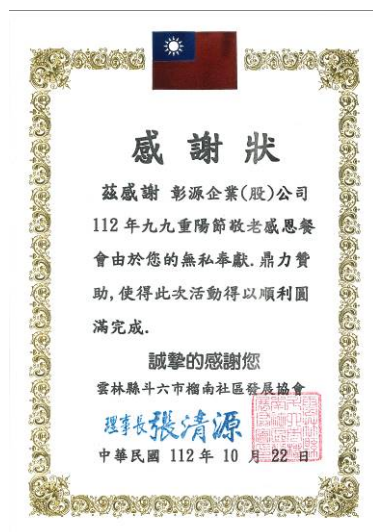 感謝狀
茲感謝 彰源企業(股)公司
112年九九重陽節敬老感恩餐
會由於您的無私奉獻.鼎力贊
助,使得此次活動得以順利圓
滿完成.
誠摯的感謝您
雲林縣斗六市榴南社區發展協會
理事長張清源
中華民國 112 年 10 月 22 日